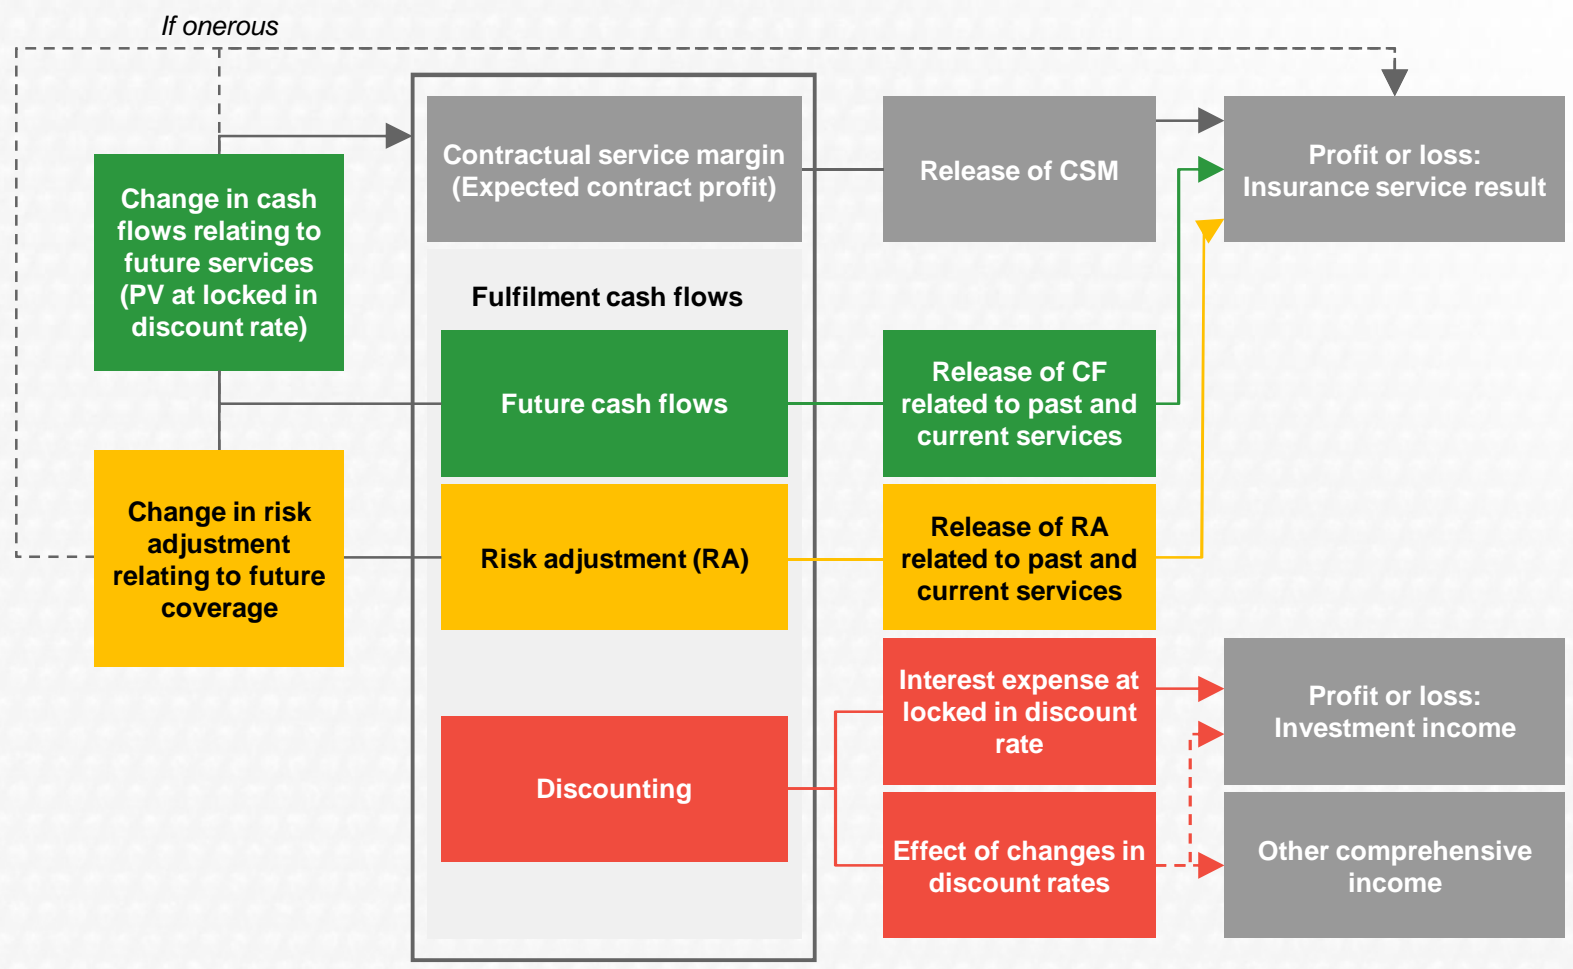 If onerous
Change in cash
flows relating to
future services
(PV at locked in
discount rate)
Change in risk
adjustment
relating to future
coverage
Contractual service margin
(Expected contract profit)
Fulfilment cash flows
Future cash flows
Risk adjustment (RA)
Discounting
Release of CSM
Release of CF
related to past and
current services
Release of RA
related to past and
current services
Interest expense at
locked in discount
rate
Effect of changes in
discount rates
Profit or loss:
Insurance service result
Profit or loss:
Investment income
Other comprehensive
income